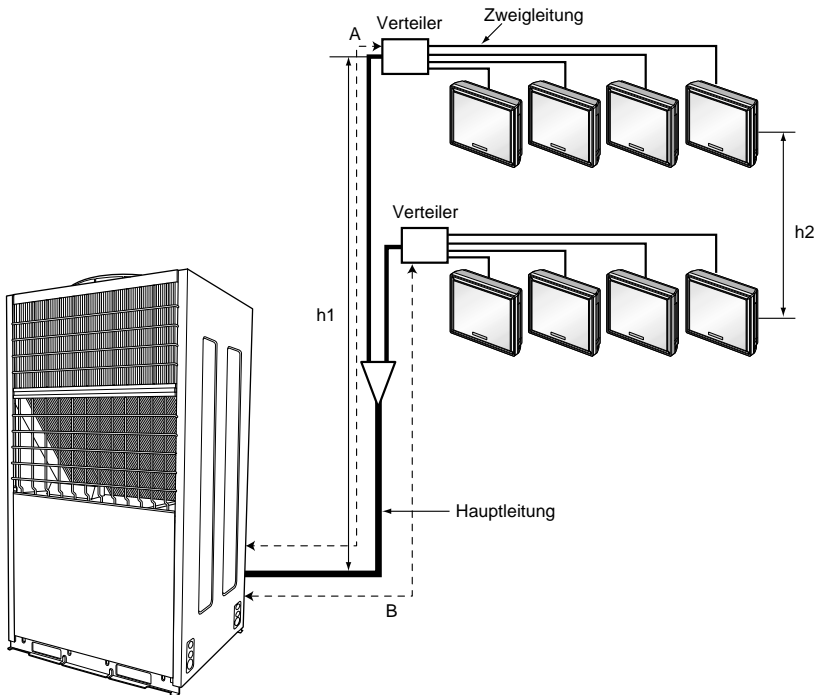 Zweigleitung
Verteiler
A
Verteiler
h2
h1
Hauptleitung
B